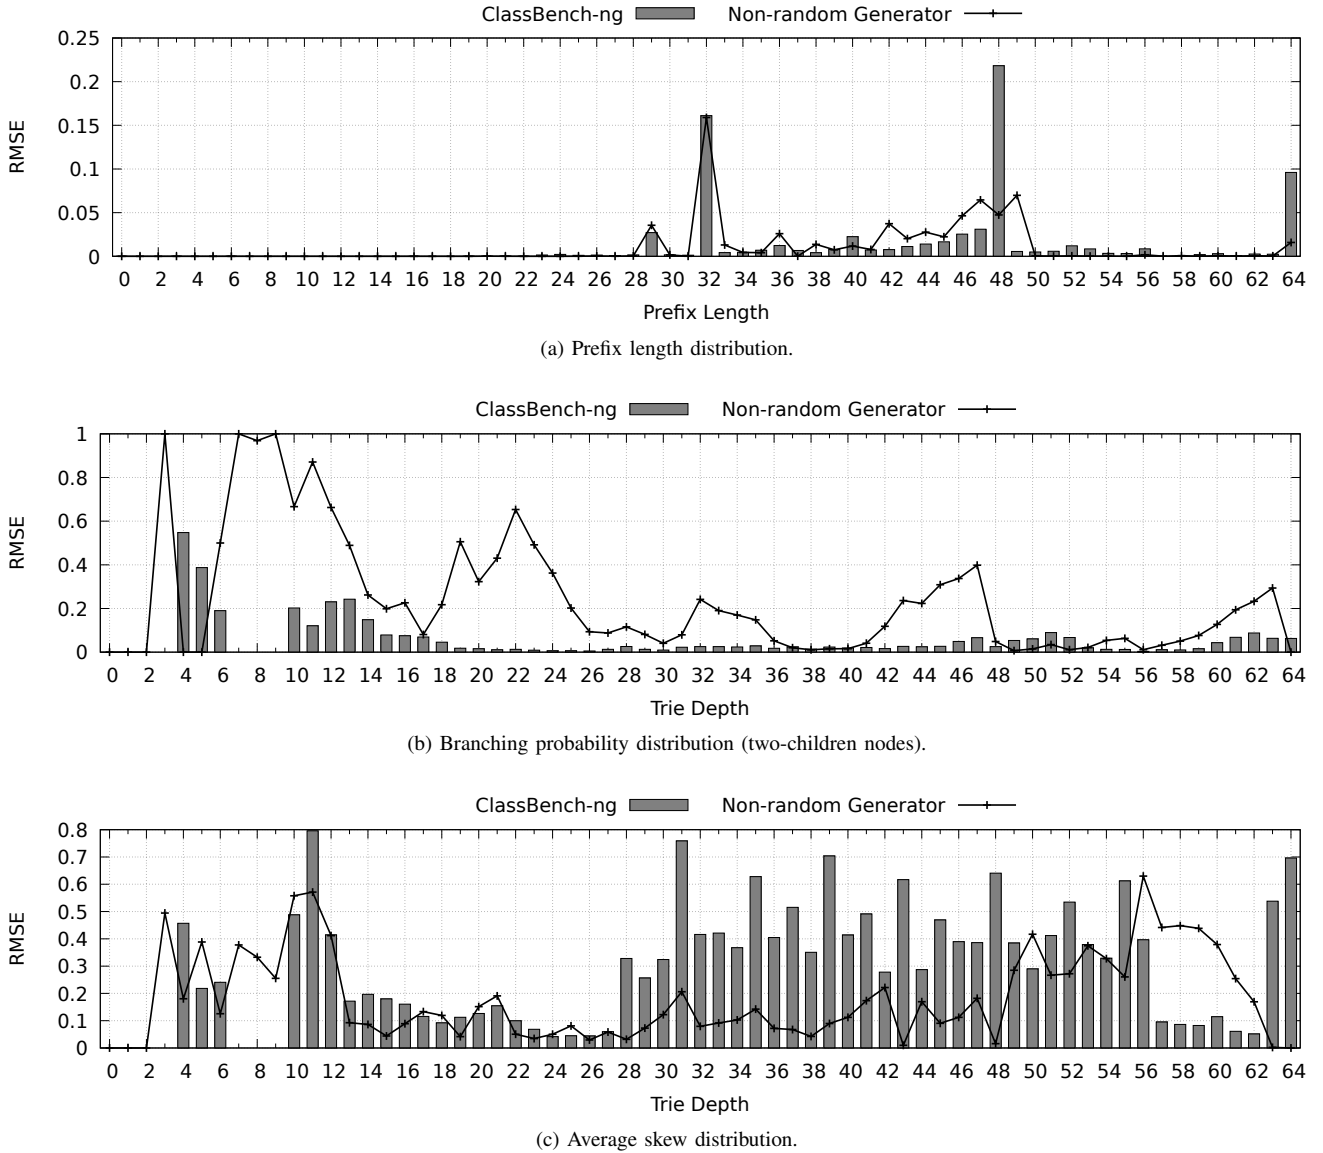 ClassBench-ng Non-random Generator
0.25
0.2
0.15
0.1
0.05
0
RMSE
0 2 4 6 8 10 12 14 16 18 20 22 24 26 28 30 32 34 36 38 40 42 44 46 48 50 52 54 56 58 60 62 64
Prefix Length
(a) Prefix length distribution.
ClassBench-ng Non-random Generator
1
0.8
0.6
0.4
0.2
0
RMSE
0 2 4 6 8 10 12 14 16 18 20 22 24 26 28 30 32 34 36 38 40 42 44 46 48 50 52 54 56 58 60 62 64
Trie Depth
(b) Branching probability distribution (two-children nodes).
ClassBench-ng Non-random Generator
0.8
0.7
0.6
0.5
0.4
0.3
0.2
0.1
0
RMSE
0 2 4 6 8 10 12 14 16 18 20 22 24 26 28 30 32 34 36 38 40 42 44 46 48 50 52 54 56 58 60 62 64
Trie Depth
(c) Average skew distribution.